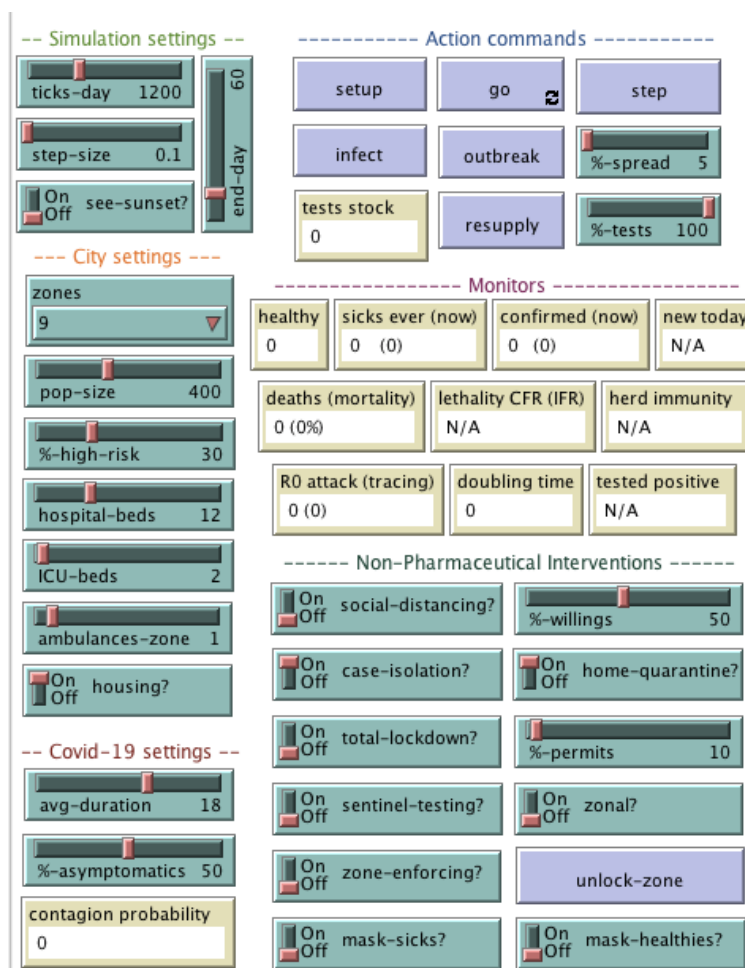 -- Simulation settings --
ticks-day 1200
step-size 0.1
On
Off see-sunset?
end-day 60
--- City settings ---
zones
9
pop-size 400
%-high-risk 30
hospital-beds 12
ICU-beds 2
ambulances-zone 1
On
Off housing?
-- Covid-19 settings --
avg-duration 18
%-asymptomatics 50
contagion probability
0
----------- Action commands -----------
setup go step
infect outbreak %-spread 5
tests stock
0
resupply %-tests 100
----------------- Monitors -----------------
healthy sicks ever (now) confirmed (now) new today
0 0 (0) 0 (0) N/A
deaths (mortality) lethality CFR (IFR) herd immunity
0 (0%) N/A N/A
R0 attack (tracing) doubling time tested positive
0 (0) 0 N/A
------ Non-Pharmaceutical Interventions ------
On
Off social-distancing?
%-willings 50
On
Off case-isolation?
On
Off home-quarantine?
On
Off total-lockdown?
%-permits 10
On
Off sentinel-testing?
On
Off zonal?
On
Off zone-enforcing?
unlock-zone
On
Off mask-sicks?
On
Off mask-healthies?